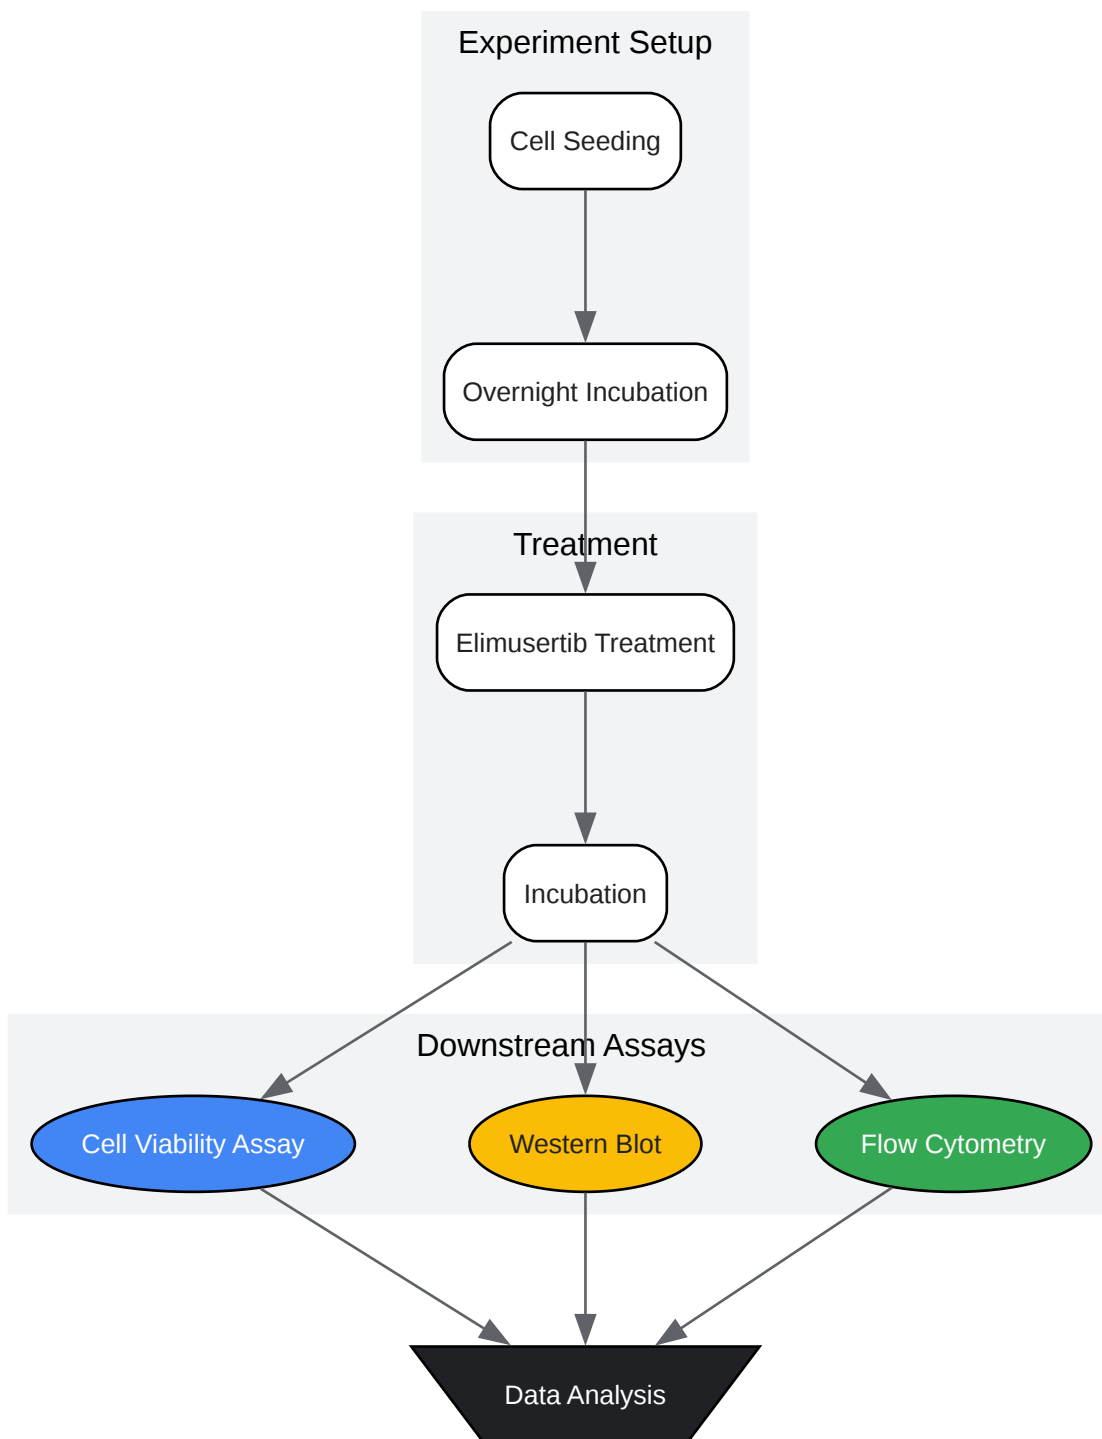 Experiment Setup
Cell Seeding
Overnight Incubation
Treatment
Elimusertib Treatment
Incubation
Downstream Assays
Cell Viability Assay
Western Blot
Flow Cytometry
Data Analysis